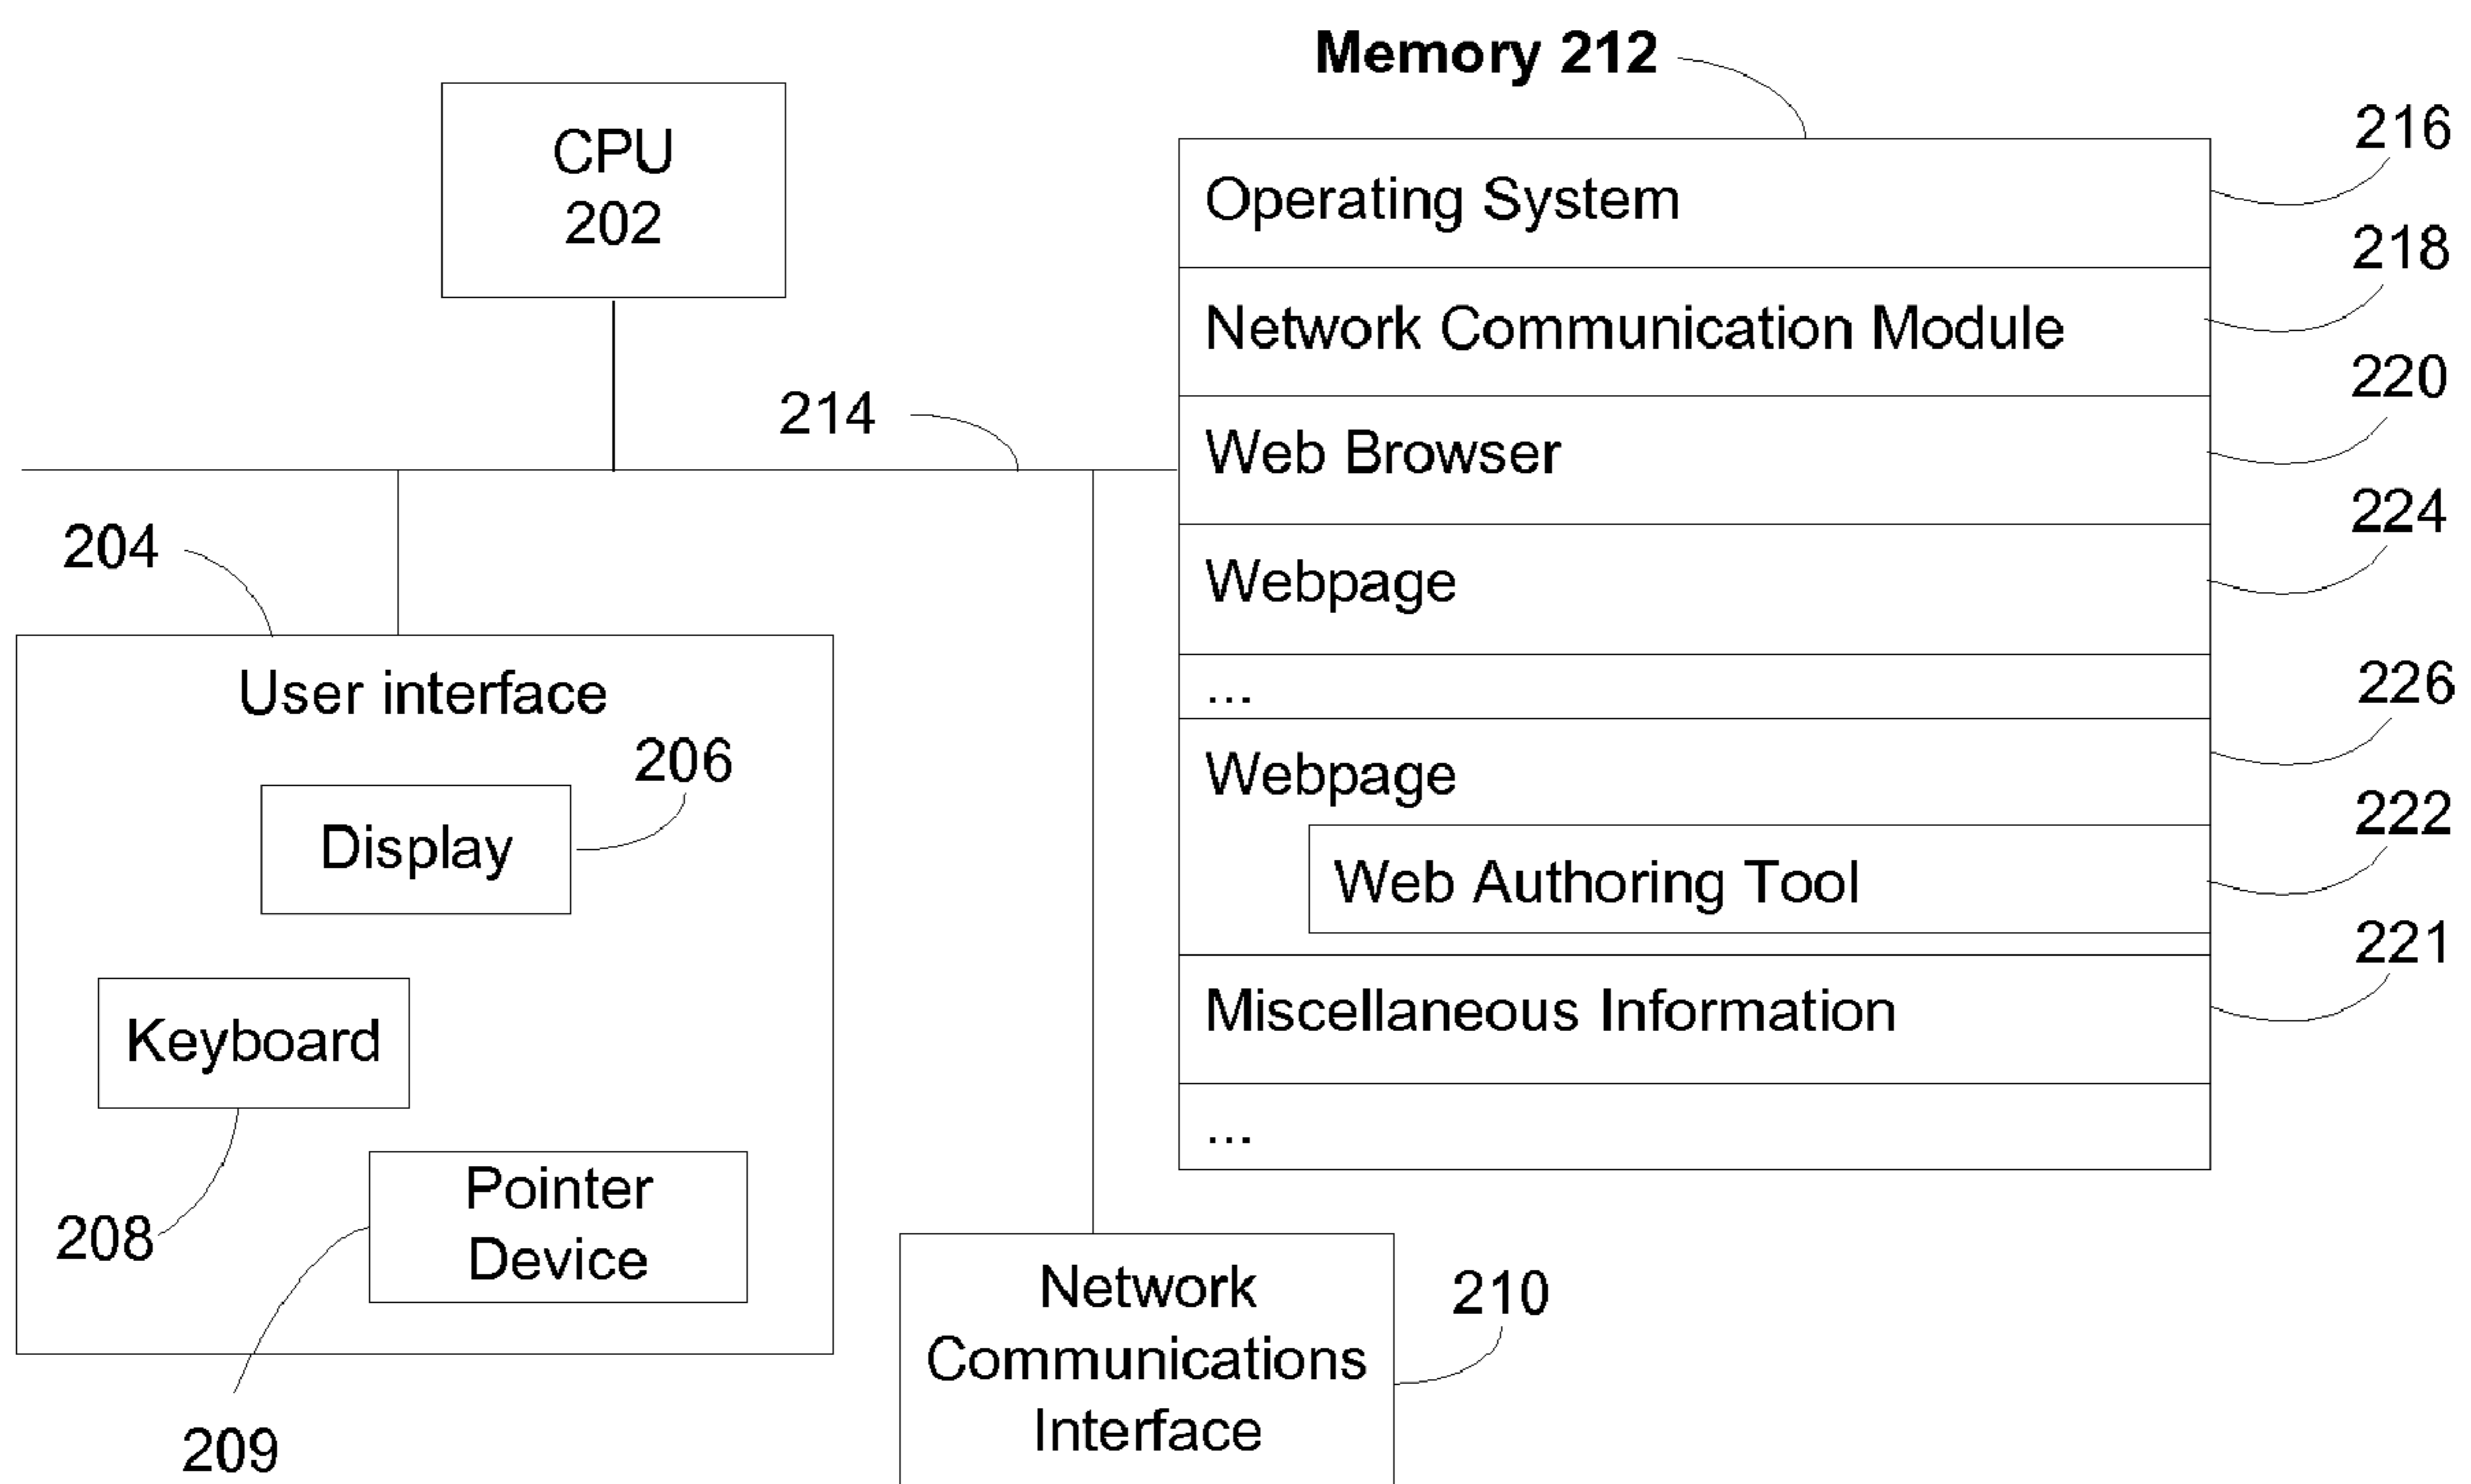 Memory 212
CPU
202
214
204
User interface
206
Display
Keyboard
208
Pointer
Device
209
Network
Communications
Interface
210
Operating System
216
Network Communication Module
218
Web Browser
220
Webpage
224
...
Webpage
226
Web Authoring Tool
222
Miscellaneous Information
221
...